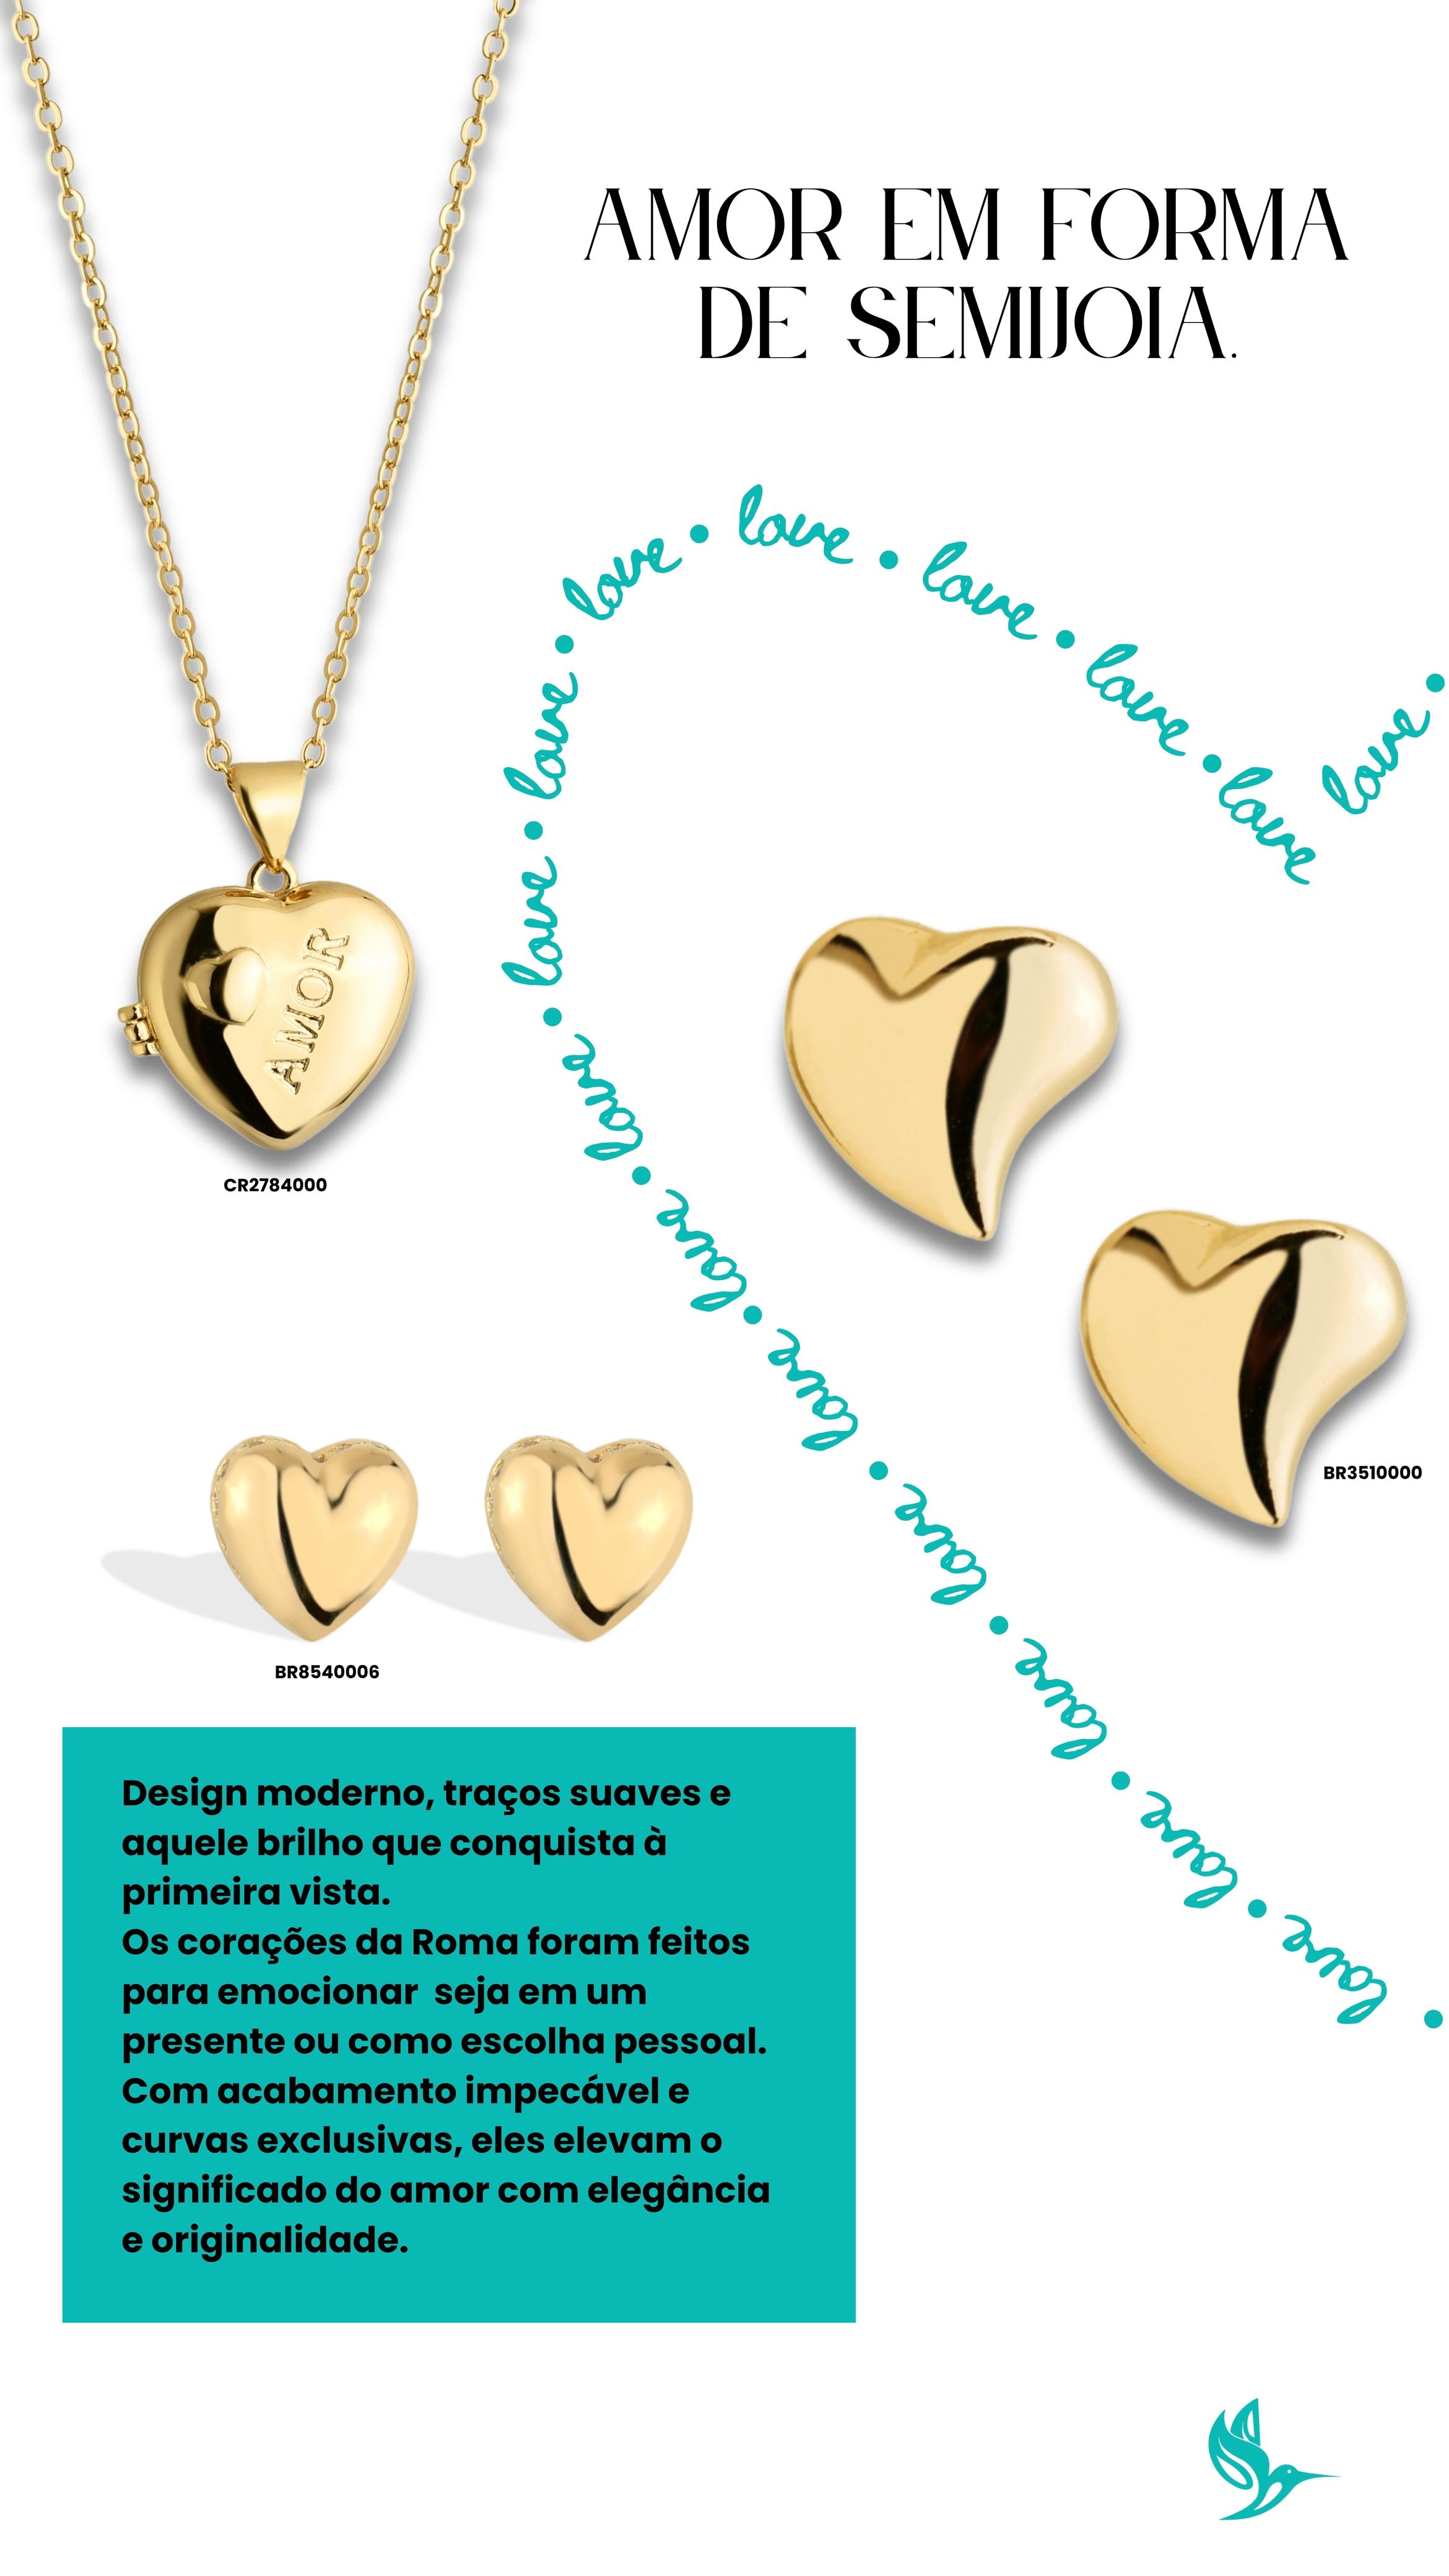 AMOR EM FORMA
DE SEMIJOIA.
love • love • love • love • love • love • love • love • love • love • love • love • love • love • love •
AMOR
CR2784000
BR3510000
BR8540006
Design moderno, traços suaves e
aquele brilho que conquista à
primeira vista.
Os corações da Roma foram feitos
para emocionar  seja em um
presente ou como escolha pessoal.
Com acabamento impecável e
curvas exclusivas, eles elevam o
significado do amor com elegância
e originalidade.